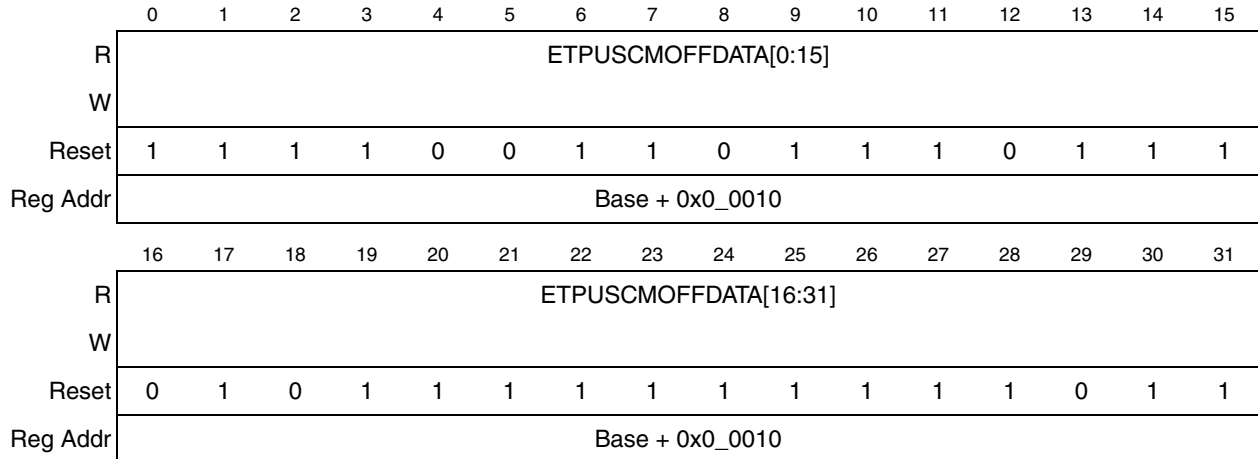 0 1 2 3 4 5 6 7 8 9 10 11 12 13 14 15
R ETPUSCMOFFDATA[0:15]
W
Reset 1 1 1 1 0 0 1 1 0 1 1 1 0 1 1 1
Reg Addr Base + 0x0_0010
16 17 18 19 20 21 22 23 24 25 26 27 28 29 30 31
R ETPUSCMOFFDATA[16:31]
W
Reset 0 1 0 1 1 1 1 1 1 1 1 1 1 0 1 1
Reg Addr Base + 0x0_0010